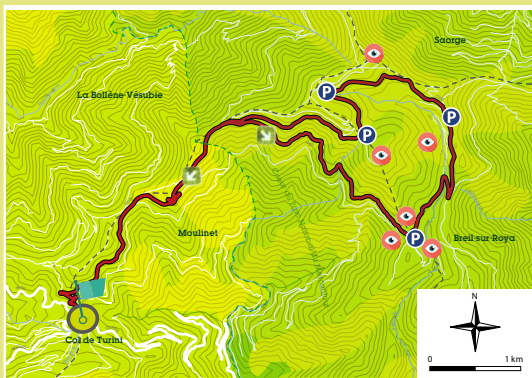 Saorge
La Bollène Vésubie
P
P
P
Moulinet
P
Breil-sur-Roya
Col de Turini
N
0 1 km